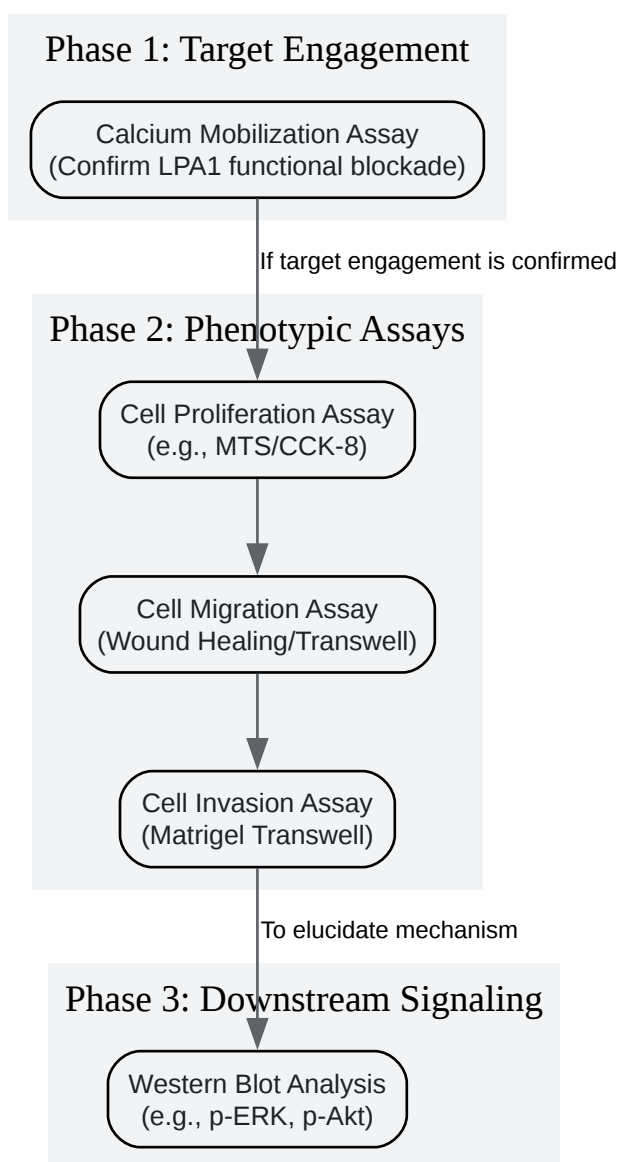 Phase 1: Target Engagement
Calcium Mobilization Assay
(Confirm LPA1 functional blockade)
If target engagement is confirmed
Phase 2: Phenotypic Assays
Cell Proliferation Assay
(e.g., MTS/CCK-8)
Cell Migration Assay
(Wound Healing/Transwell)
Cell Invasion Assay
(Matrigel Transwell)
To elucidate mechanism
Phase 3: Downstream Signaling
Western Blot Analysis
(e.g., p-ERK, p-Akt)